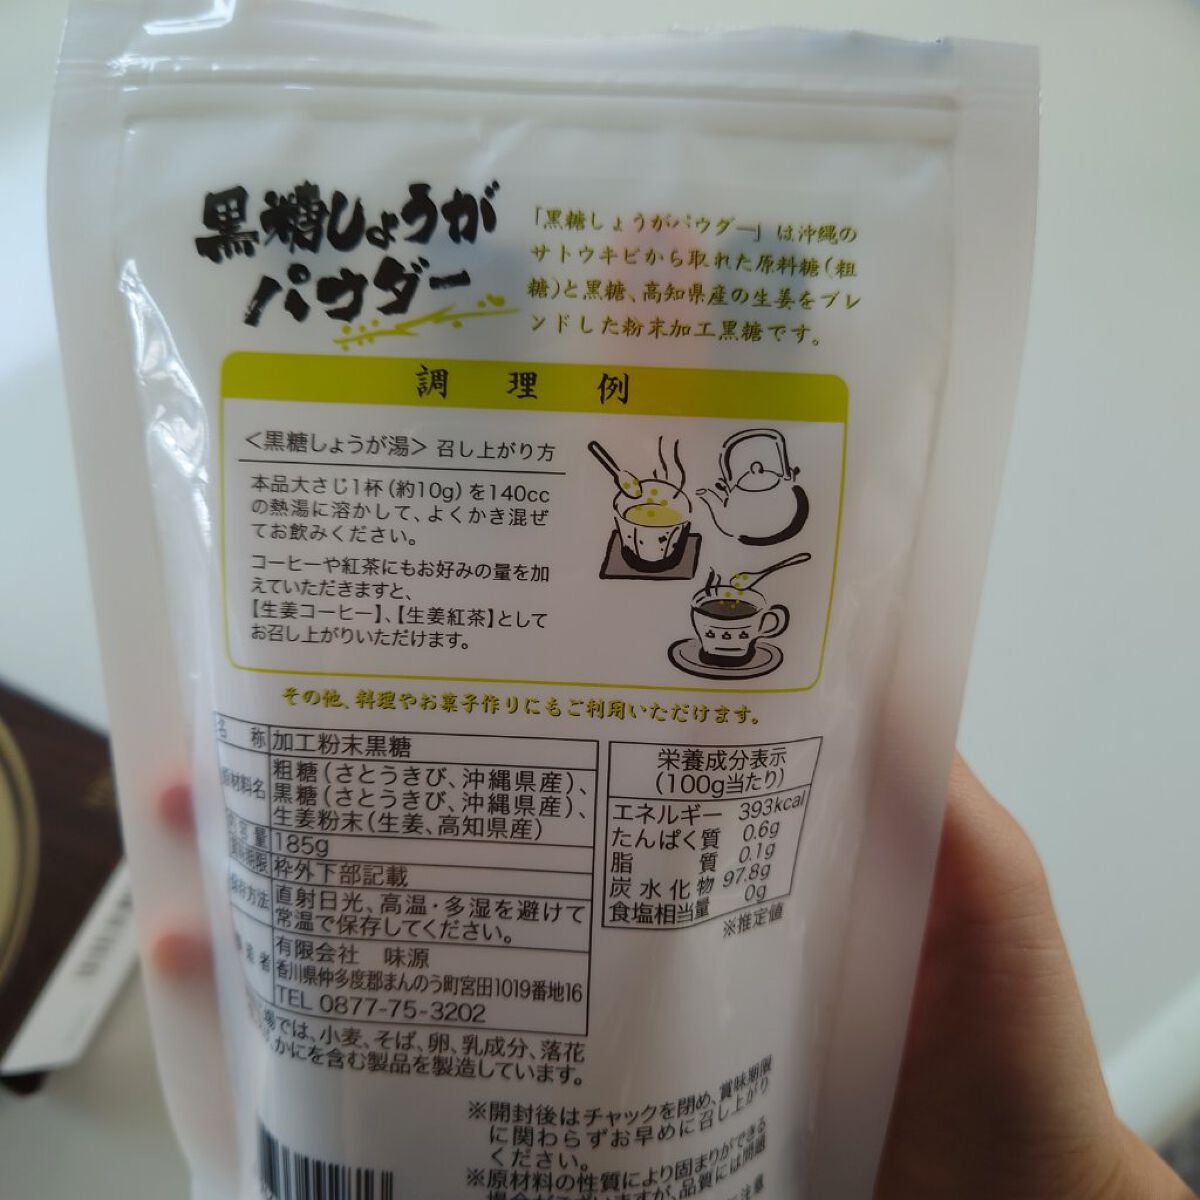 黒糖しょうが
パウダー
「黒糖しょうがパウダー」は沖縄の
サトウキビから取れた原料糖(粗
糖)と黒糖、高知県産の生姜をブレ
ンドした粉末加工黒糖です。
調理例
<黒糖しょうが湯> 召し上がり方
本品大さじ1杯(約10g)を140cc
の熱湯に溶かして、よくかき混ぜ
てお飲みください。
コーヒーや紅茶にもお好みの量を加
えていただきますと、
【生姜コーヒー】、【生姜紅茶】として
お召し上がりいただけます。
その他、料理やお菓子作りにもご利用いただけます。
名称 加工粉末黒糖
原材料名 粗糖(さとうきび、沖縄県産)、
黒糖(さとうきび、沖縄県産)、
生姜粉末(生姜、高知県産)
185g
枠外下部記載
保存方法 直射日光、高温・多湿を避けて
常温で保存してください。
有限会社 味源
香川県仲多度郡まんのう町宮田1019番地16
TEL 0877-75-3202
栄養成分表示
(100g当たり)
エネルギー 393kcal
たんぱく質 0.6g
脂質 0.1g
炭水化物 97.8g
食塩相当量 0g
※推定値
場では、小麦、そば、卵、乳成分、落花
かにを含む製品を製造しています。
※開封後はチャックを閉め、賞味期限
に関わらずお早めに召し上がり
ください。
※原材料の性質により固まりができる